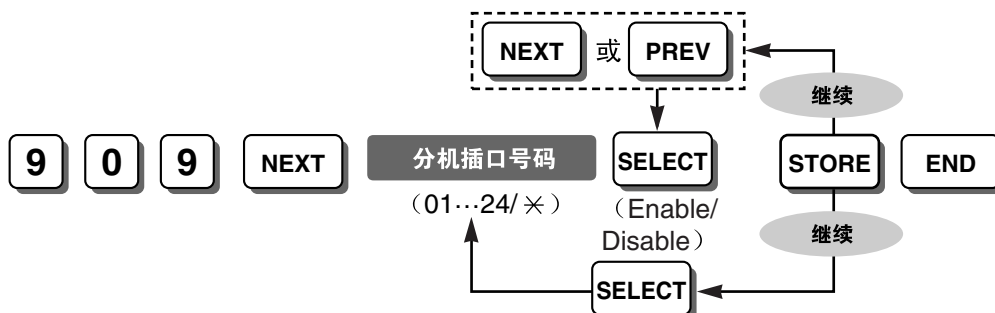 NEXT 或 PREV
继续
9 0 9 NEXT 分机插口号码 SELECT STORE END
(01…24/✳)
(Enable/
Disable)
继续
SELECT